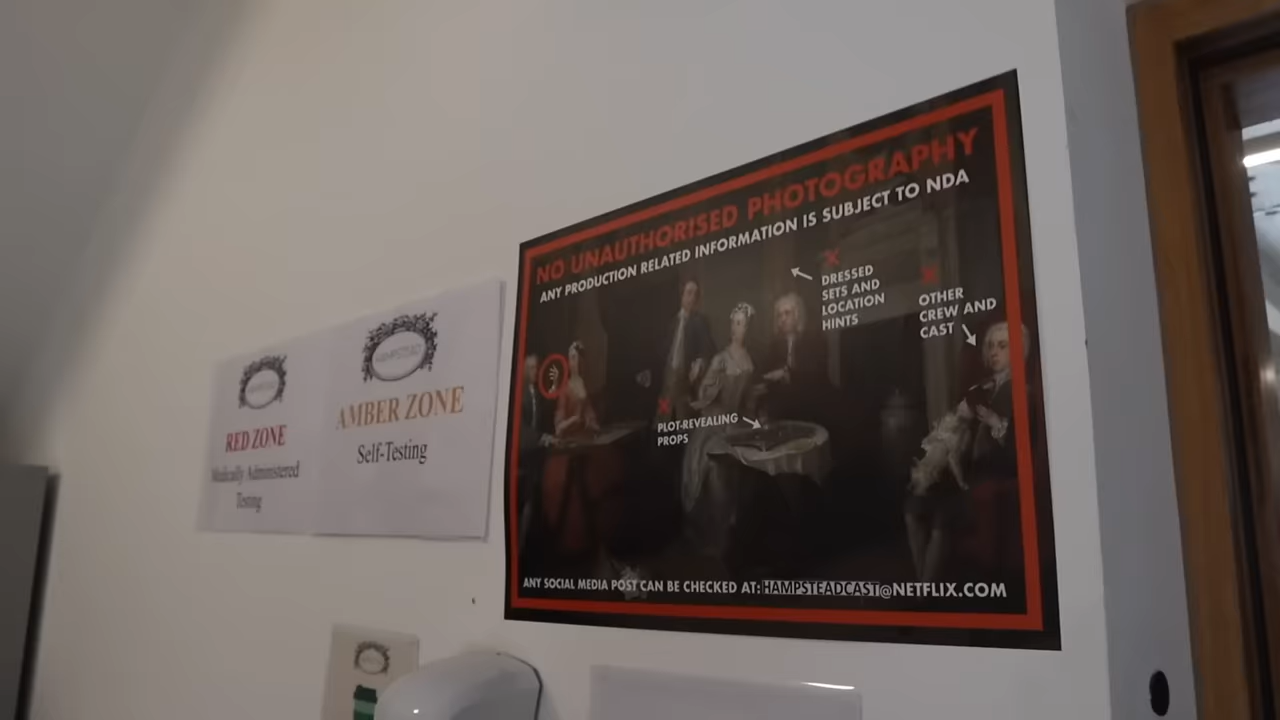 NO UNAUTHORISED PHOTOGRAPHY
ANY PRODUCTION RELATED INFORMATION IS SUBJECT TO NDA
DRESSED
SETS AND
LOCATION
HINTS
OTHER
CREW AND
CAST
PLOT-REVEALING
PROPS
ANY SOCIAL MEDIA POST CAN BE CHECKED AT: HAMPSTEADCAST@NETFLIX.COM
HAMPSTEAD
RED ZONE
Medically Administered
Testing
HAMPSTEAD
AMBER ZONE
Self-Testing